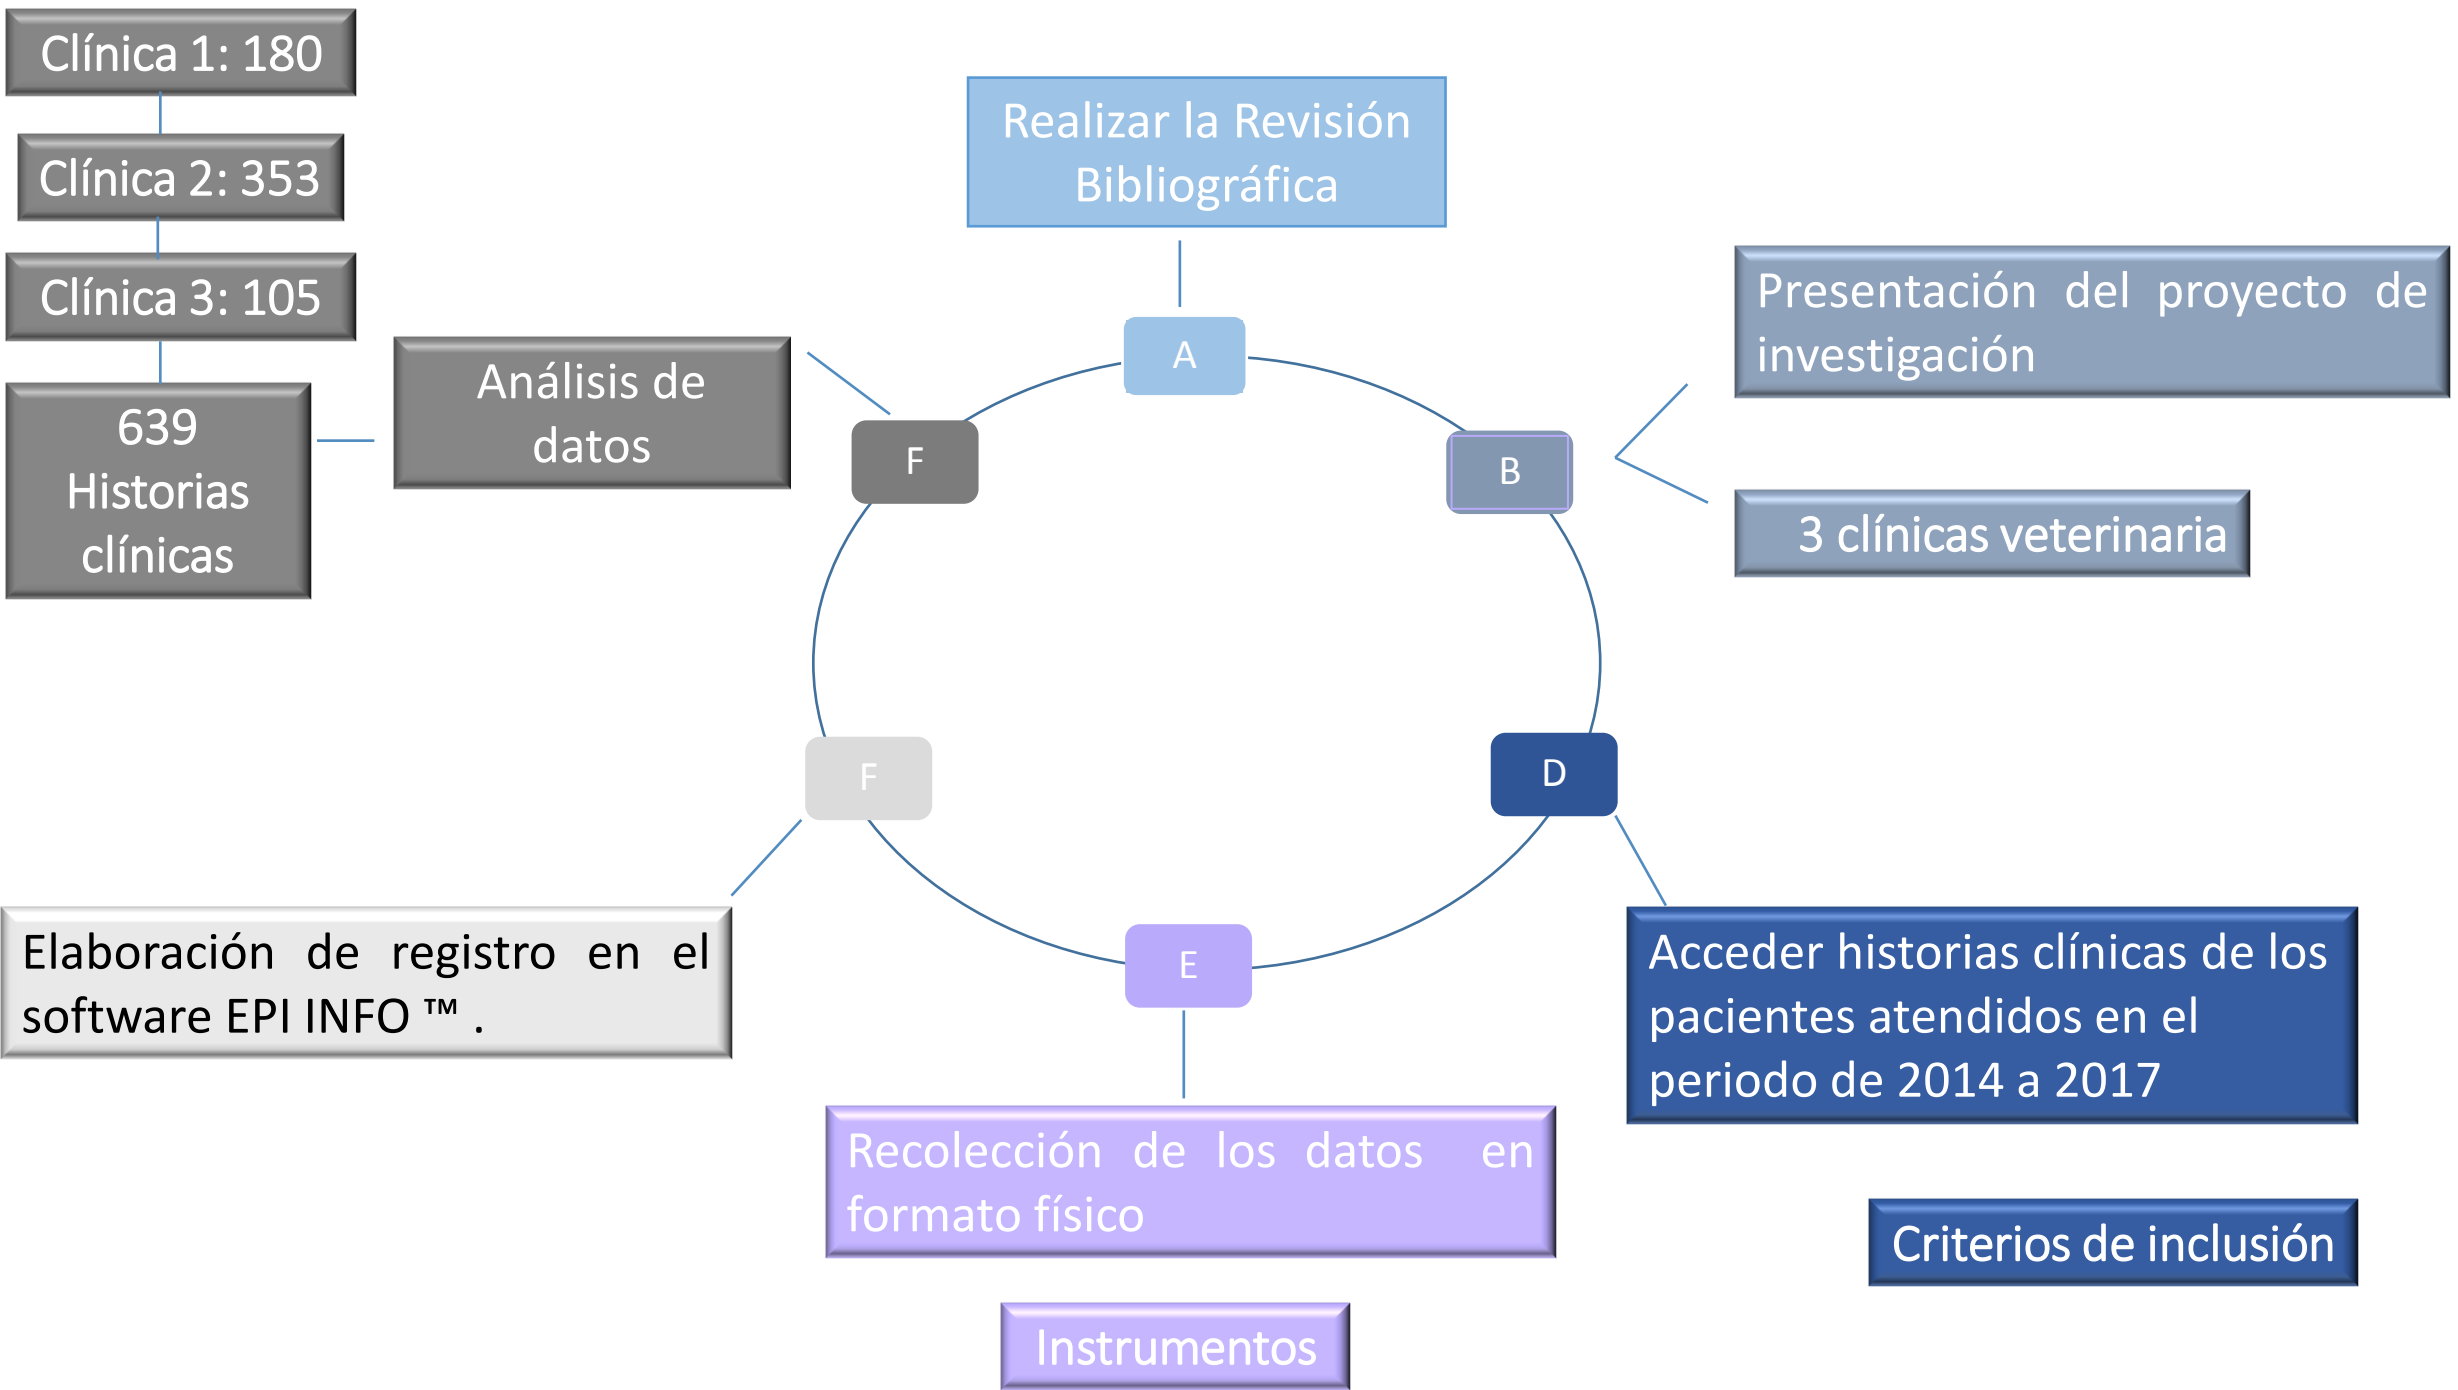 Clínica 1: 180
Clínica 2: 353
Clínica 3: 105
639
Historias
clínicas
Análisis de
datos
Realizar la Revisión
Bibliográfica
Presentación del proyecto de
investigación
3 clínicas veterinaria
A
B
D
E
F
F
Acceder historias clínicas de los
pacientes atendidos en el
periodo de 2014 a 2017
Criterios de inclusión
Recolección de los datos en
formato físico
Instrumentos
Elaboración de registro en el
software EPI INFO ™ .